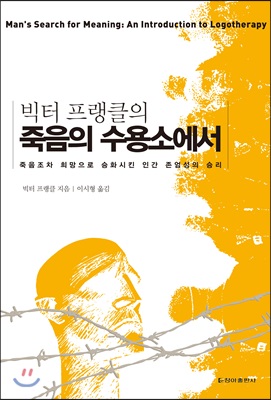 Man's Search for Meaning: An Introduction to Logotherapy
빅터 프랭클의
죽음의 수용소에서
죽음조차 희망으로 승화시킨 인간 존엄성의 승리
빅터 프랭클 지음 | 이시형 옮김
청아출판사